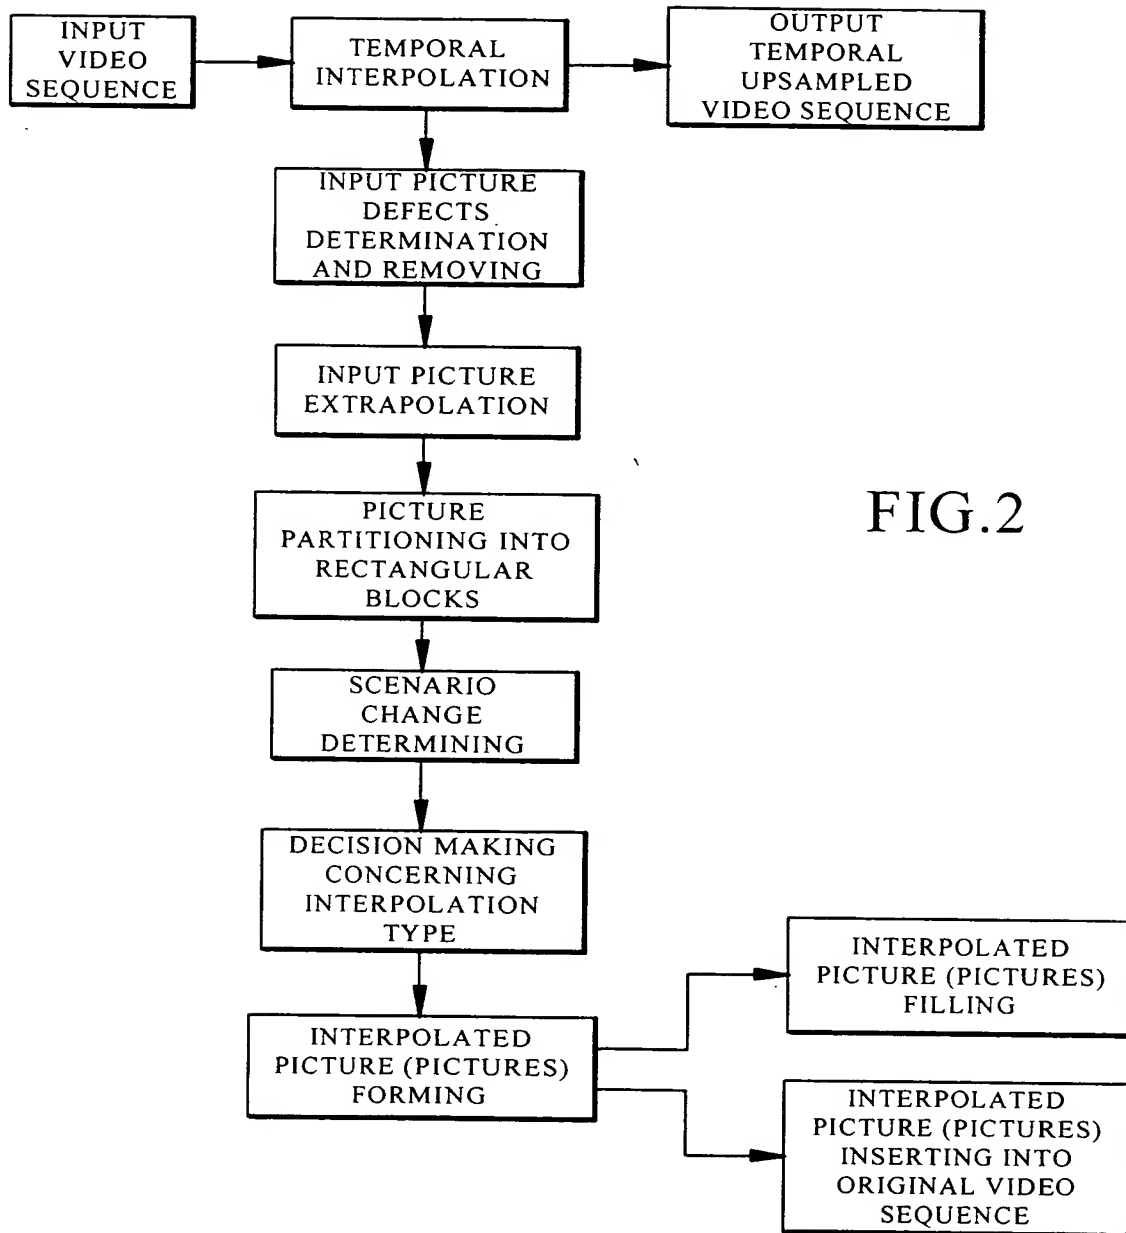 INPUT
VIDEO
SEQUENCE
TEMPORAL
INTERPOLATION
OUTPUT
TEMPORAL
UPSAMPLED
VIDEO SEQUENCE
INPUT PICTURE
DEFECTS
DETERMINATION
AND REMOVING
INPUT PICTURE
EXTRAPOLATION
PICTURE
PARTITIONING INTO
RECTANGULAR
BLOCKS
FIG.2
SCENARIO
CHANGE
DETERMINING
DECISION MAKING
CONCERNING
INTERPOLATION
TYPE
INTERPOLATED
PICTURE (PICTURES)
FORMING
INTERPOLATED
PICTURE (PICTURES)
FILLING
INTERPOLATED
PICTURE (PICTURES)
INSERTING INTO
ORIGINAL VIDEO
SEQUENCE